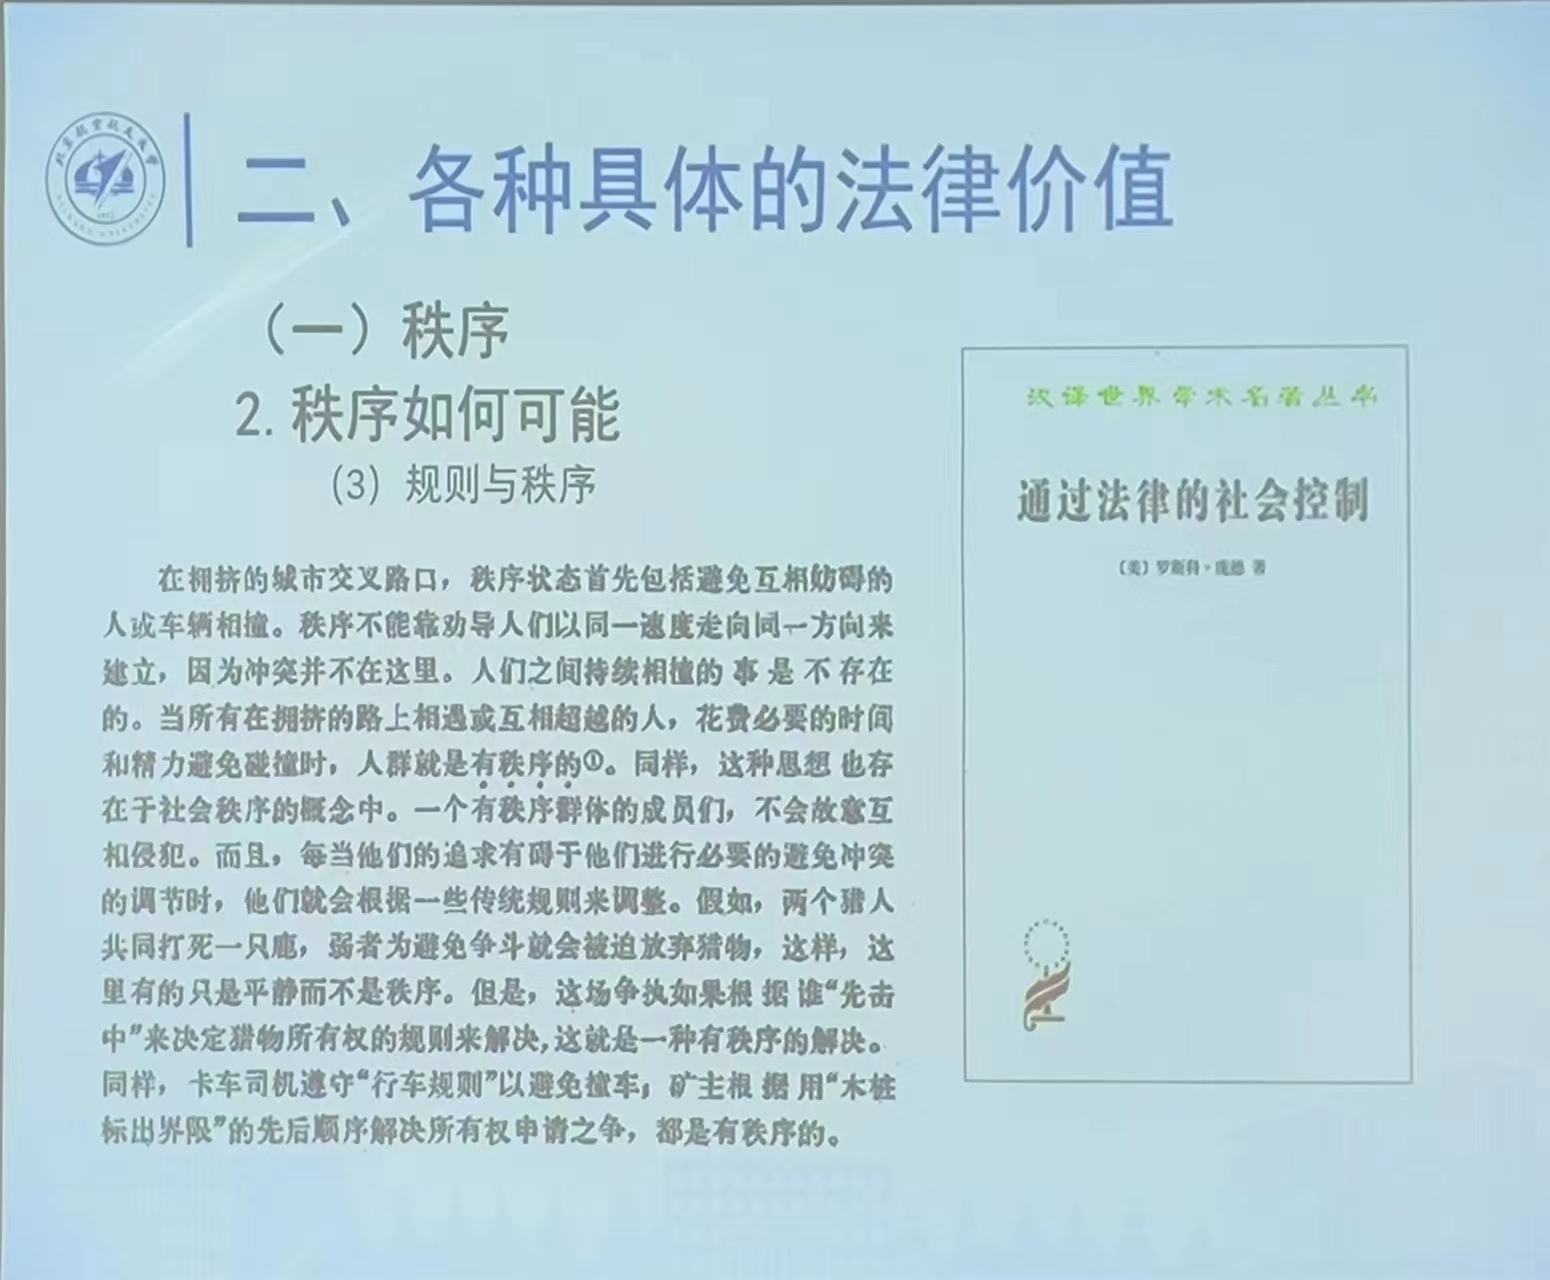 北京航空航天大学
1952
二、各种具体的法律价值
（一）秩序
2. 秩序如何可能
（3）规则与秩序
在拥挤的城市交叉路口，秩序状态首先包括避免互相妨碍的
人或车辆相撞。秩序不能靠劝导人们以同一速度走向同一方向来
建立，因为冲突并不在这里。人们之间持续相撞的事是不存在
的。当所有在拥挤的路上相遇或互相超越的人，花费必要的时间
和精力避免碰撞时，人群就是有秩序的①。同样，这种思想也存
在于社会秩序的概念中。一个有秩序群体的成员们，不会故意互
相侵犯。而且，每当他们的追求有碍于他们进行必要的避免冲突
的调节时，他们就会根据一些传统规则来调整。假如，两个猎人
共同打死一只鹿，弱者为避免争斗就会被迫放弃猎物，这样，这
里有的只是平静而不是秩序。但是，这场争执如果根据谁“先击
中”来决定猎物所有权的规则来解决，这就是一种有秩序的解决。
同样，卡车司机遵守“行车规则”以避免撞车；矿主根据用“木桩
标出界限”的先后顺序解决所有权申请之争，都是有秩序的。
汉译世界学术名著丛书
通过法律的社会控制
〔美〕罗斯科·庞德 著